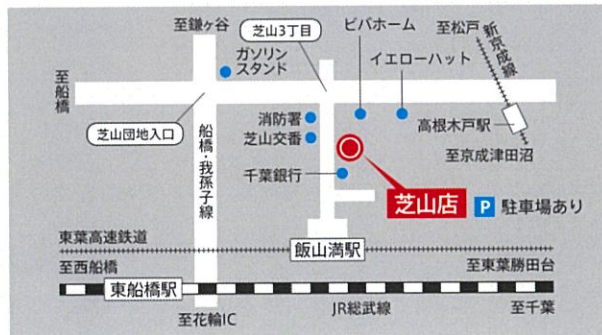 至鎌ヶ谷
芝山3丁目
ビバホーム
至松戸
新京成線
ガソリン
スタンド
イエローハット
至船橋
芝山団地入口
船橋・我孫子線
消防署
芝山交番
高根木戸駅
至京成津田沼
千葉銀行
芝山店
P 駐車場あり
東葉高速鉄道
飯山満駅
至西船橋
至東葉勝田台
東船橋駅
至花輪IC
JR総武線
至千葉